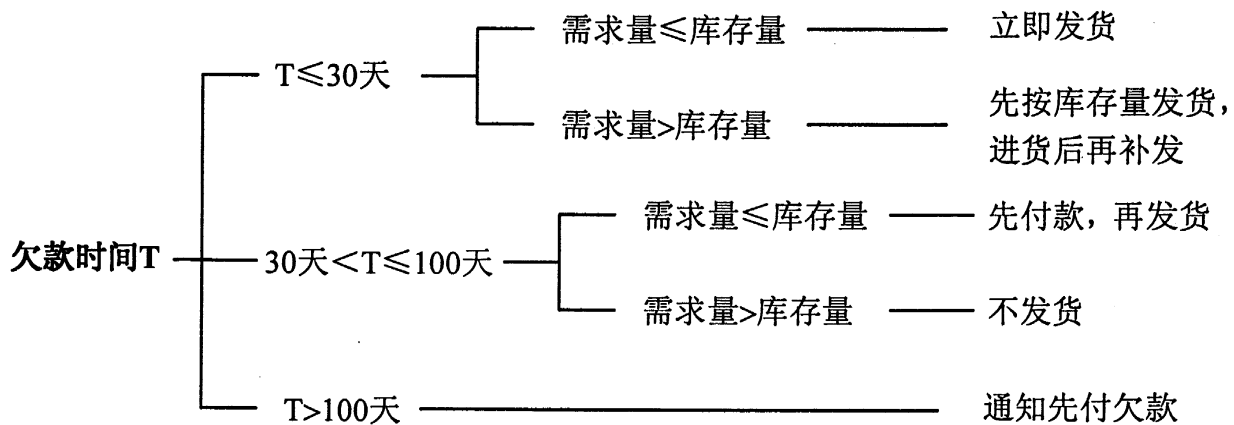 需求量≤库存量
立即发货
T≤30天
需求量>库存量
先按库存量发货，
进货后再补发
欠款时间T
30天<T≤100天
需求量≤库存量
先付款，再发货
需求量>库存量
不发货
T>100天
通知先付欠款